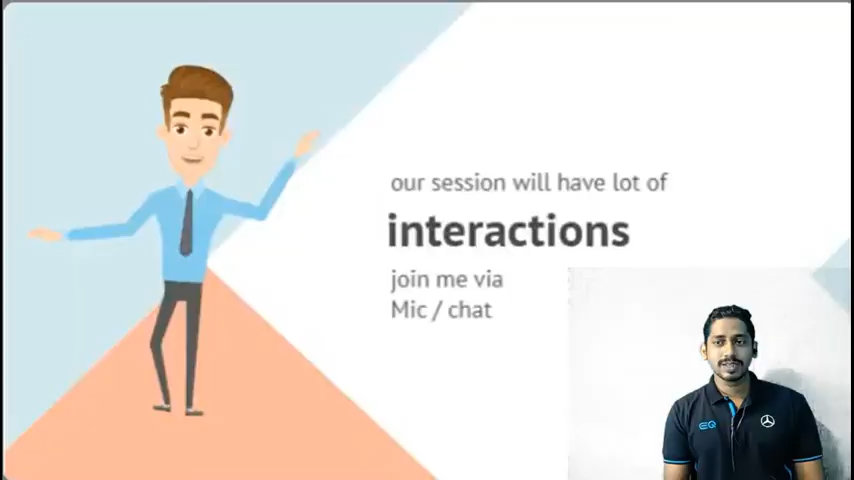 our session will have lot of
interactions
join me via
Mic / chat
EQ